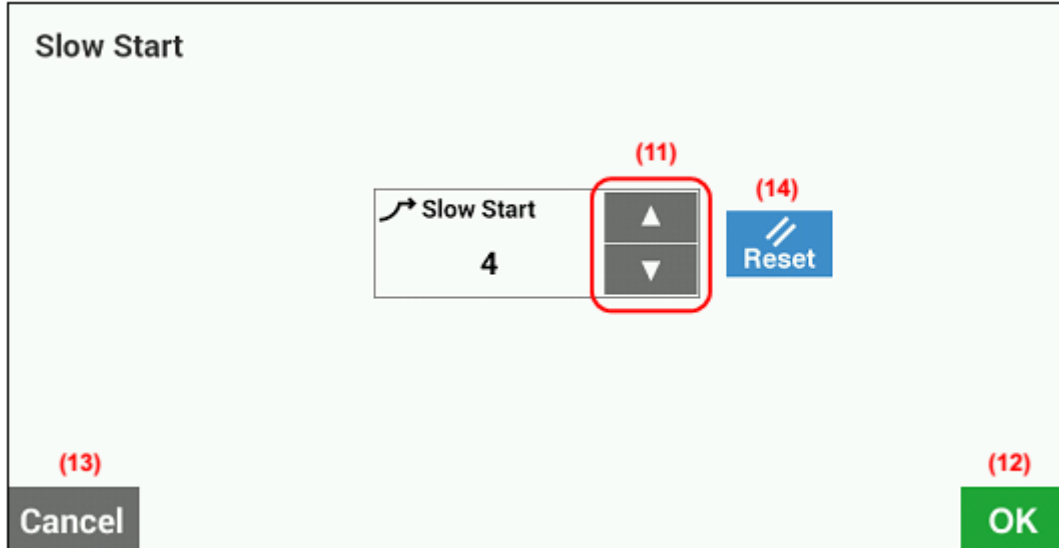 Slow Start
(11)
(14)
Slow Start
4
Reset
(13)
(12)
Cancel
OK